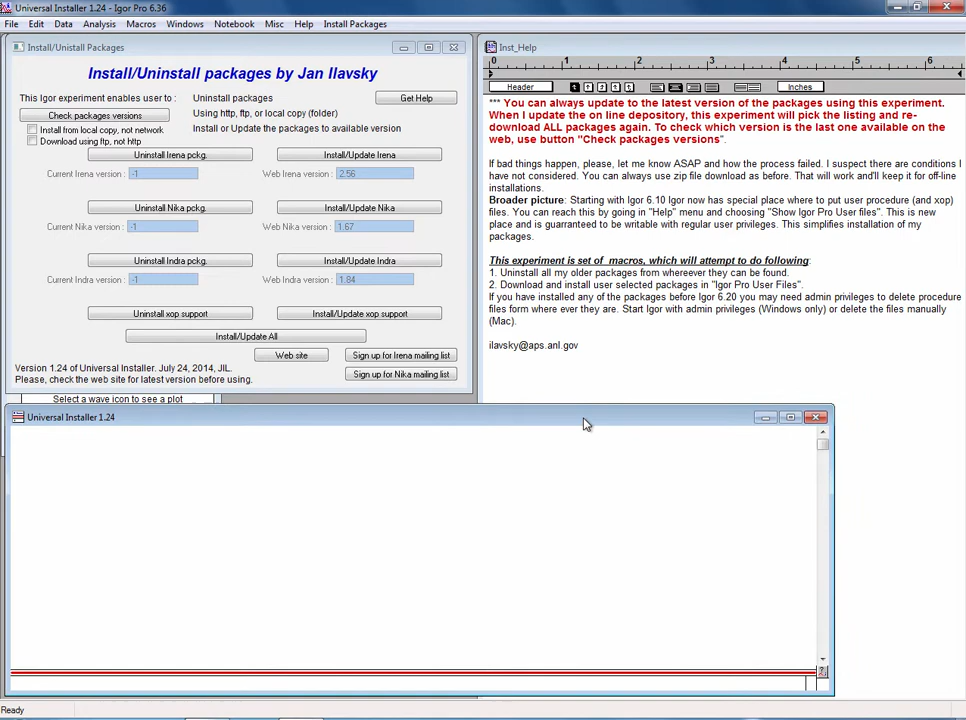 Universal Installer 1.24 - Igor Pro 6.36
File Edit Data Analysis Macros Windows Notebook Misc Help Install Packages
Install/Unistall Packages
Install/Uninstall packages by Jan Ilavsky
This Igor experiment enables user to :
Uninstall packages
Get Help
Check packages versions
Using http, ftp, or local copy (folder)
Install from local copy, not network
Install or Update the packages to available version
Download using ftp, not http
Uninstall Irena pckg.
Install/Update Irena
Current Irena version : -1
Web Irena version : 2.56
Uninstall Nika pckg.
Install/Update Nika
Current Nika version : -1
Web Nika version : 1.67
Uninstall Indra pckg.
Install/Update Indra
Current Indra version : -1
Web Indra version : 1.84
Uninstall xop support
Install/Update xop support
Install/Update All
Web site
Sign up for Irena mailing list
Version 1.24 of Universal Installer. July 24, 2014, JIL.
Please, check the web site for latest version before using.
Sign up for Nika mailing list
Select a wave icon to see a plot
Inst_Help
0 1 2 3 4 5 6
Header
Inches
*** You can always update to the latest version of the packages using this experiment.
When I update the on line depository, this experiment will pick the listing and re-
download ALL packages again. To check which version is the last one available on the
web, use button "Check packages versions".
If bad things happen, please, let me know ASAP and how the process failed. I suspect there are conditions I
have not considered. You can always use zip file download as before. That will work and'll keep it for off-line
installations.
Broader picture: Starting with Igor 6.10 Igor now has special place where to put user procedure (and xop)
files. You can reach this by going in "Help" menu and choosing "Show Igor Pro User files". This is new
place and is guaranteed to be writable with regular user privileges. This simplifies installation of my
packages.
This experiment is set of  macros, which will attempt to do following:
1. Uninstall all my older packages from whereever they can be found.
2. Download and install user selected packages in "Igor Pro User Files".
If you have installed any of the packages before Igor 6.20 you may need admin privileges to delete procedure
files form where ever they are. Start Igor with admin privileges (Windows only) or delete the files manually
(Mac).
ilavsky@aps.anl.gov
Universal Installer 1.24
Ready